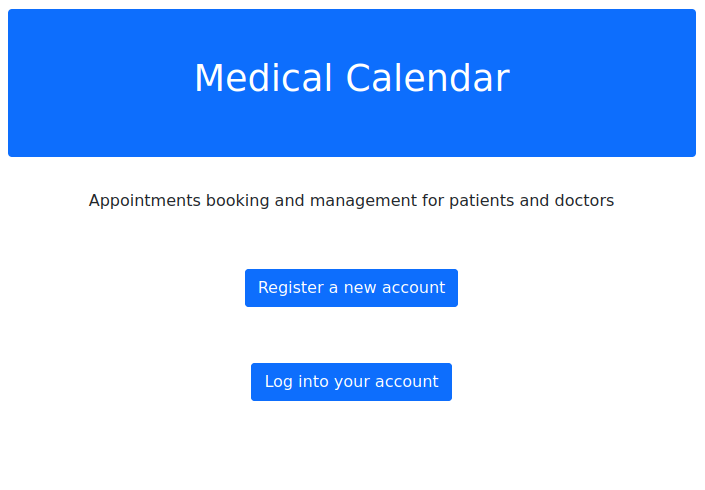 Medical Calendar
Appointments booking and management for patients and doctors
Register a new account
Log into your account